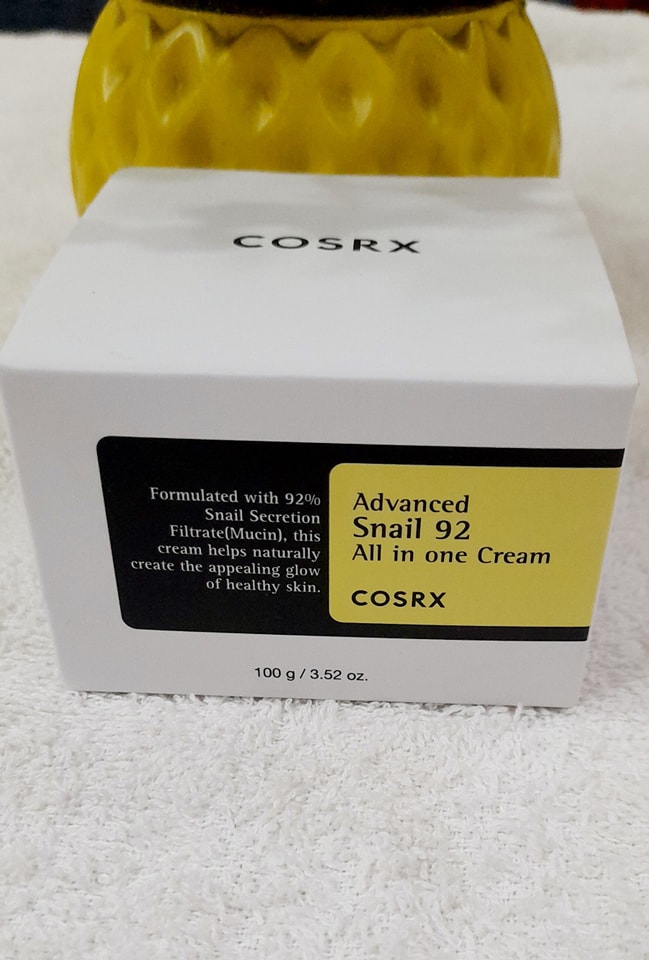 COSRX
Formulated with 92%
Snail Secretion
Filtrate(Mucin), this
cream helps naturally
create the appealing glow
of healthy skin.
Advanced
Snail 92
All in one Cream
COSRX
100 g / 3.52 oz.